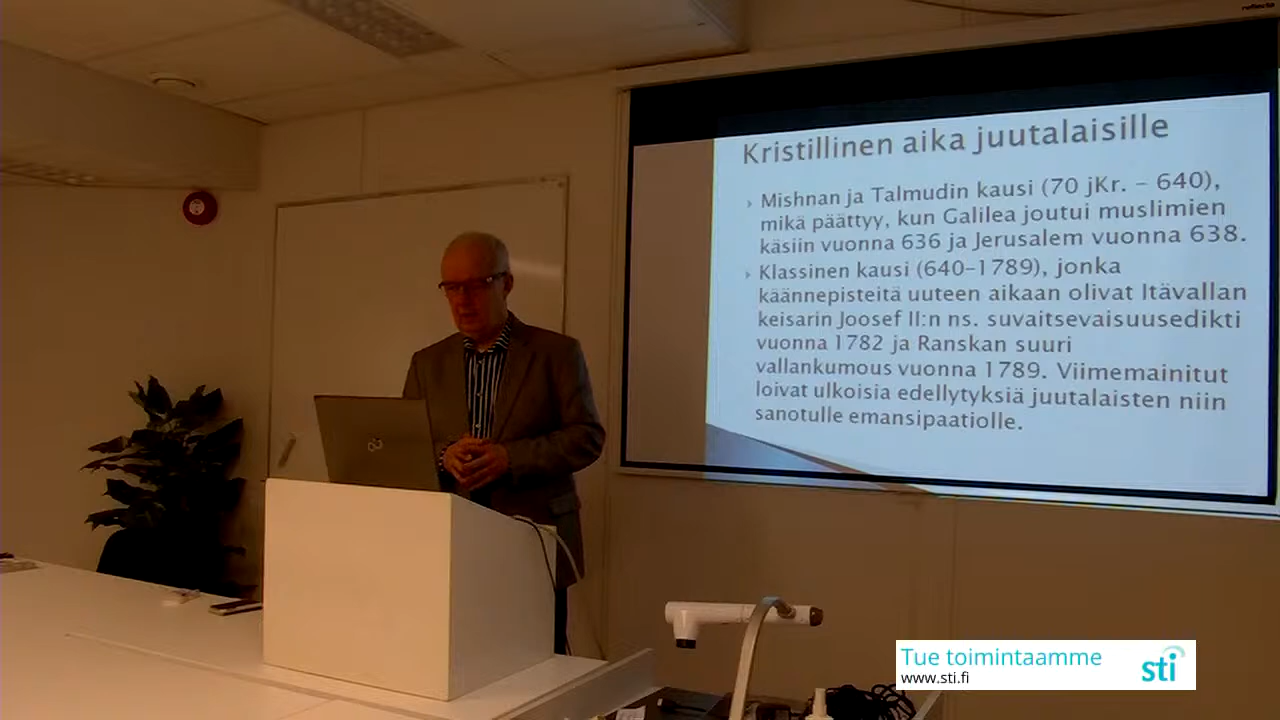 reflecta
Kristillinen aika juutalaisille
Mishnan ja Talmudin kausi (70 jKr. – 640),
mikä päättyy, kun Galilea joutui muslimien
käsiin vuonna 636 ja Jerusalem vuonna 638.
Klassinen kausi (640–1789), jonka
käännepisteitä uuteen aikaan olivat Itävallan
keisarin Joosef II:n ns. suvaitsevaisuusedikti
vuonna 1782 ja Ranskan suuri
vallankumous vuonna 1789. Viimemainitut
loivat ulkoisia edellytyksiä juutalaisten niin
sanotulle emansipaatiolle.
Tue toimintaamme
www.sti.fi
sti